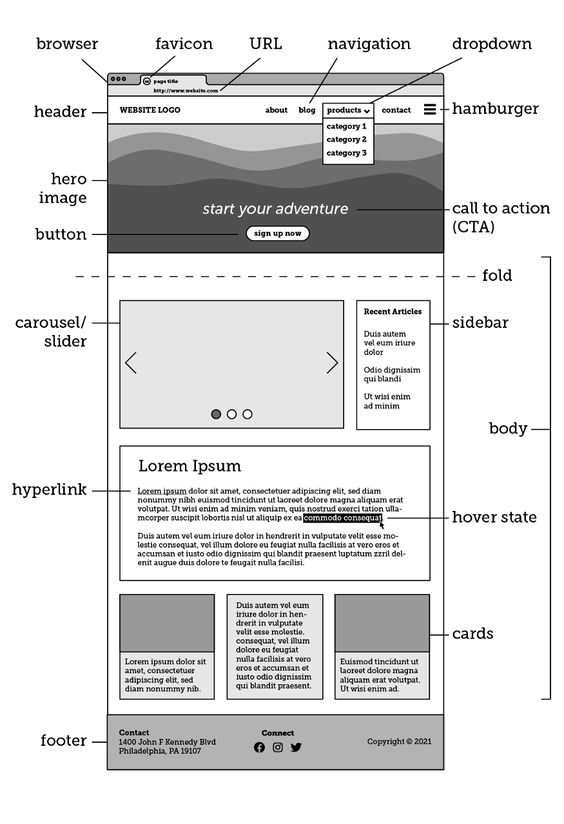 browser
favicon
URL
navigation
dropdown
page title
http://www.website.com
header
WEBSITE LOGO
about
blog
products
contact
hamburger
category 1
category 2
category 3
hero
image
start your adventure
call to action
(CTA)
button
sign up now
fold
carousel/
slider
Recent Articles
sidebar
Duis autem
vel eum iriure
dolor
Odio dignissim
qui blandi
Ut wisi enim
ad minim
body
Lorem Ipsum
hyperlink
Lorem ipsum dolor sit amet, consectetuer adipiscing elit, sed diam
nonummy nibh euismod tincidunt ut laoreet dolore magna aliquam erat
volutpat. Ut wisi enim ad minim veniam, quis nostrud exerci tation ulla-
mcorper suscipit lobortis nisl ut aliquip ex ea commodo consequat
hover state
Duis autem vel eum iriure dolor in hendrerit in vulputate velit esse mo-
lestie consequat, vel illum dolore eu feugiat nulla facilisis at vero eros et
accumsan et iusto odio dignissim qui blandit praesent luptatum zzril del-
enit augue duis dolore te feugait nulla facilisi.
Lorem ipsum dolor sit
amet, consectetuer
adipiscing elit, sed
diam nonummy nib.
Duis autem vel eum
iriure dolor in hen-
drerit in vulputate
velit esse molestie.
consequat, vel illum
dolore eu feugiat
nulla facilisis at vero
eros et accumsan et
iusto odio dignissim
qui blandit praesent.
Euismod tincidunt ut
laoreet dolore magna
aliquam erat volutpat.
Ut wisi enim ad.
cards
footer
Contact
1400 John F Kennedy Blvd
Philadelphia, PA 19107
Connect
Copyright © 2021